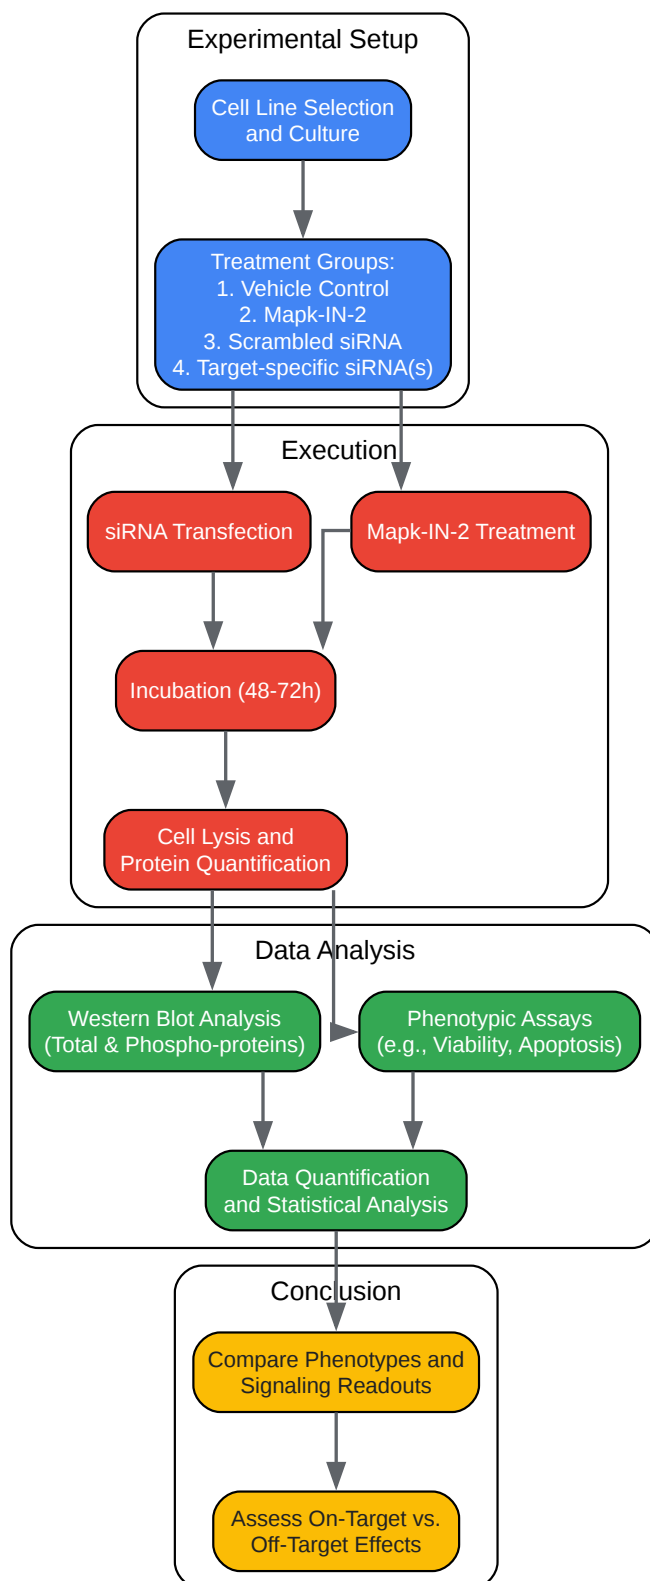 Experimental Setup
Cell Line Selection
and Culture
Treatment Groups:
1. Vehicle Control
2. Mapk-IN-2
3. Scrambled siRNA
4. Target-specific siRNA(s)
Execution
siRNA Transfection
Mapk-IN-2 Treatment
Incubation (48-72h)
Cell Lysis and
Protein Quantification
Data Analysis
Western Blot Analysis
(Total & Phospho-proteins)
Phenotypic Assays
(e.g., Viability, Apoptosis)
Data Quantification
and Statistical Analysis
Conclusion
Compare Phenotypes and
Signaling Readouts
Assess On-Target vs.
Off-Target Effects